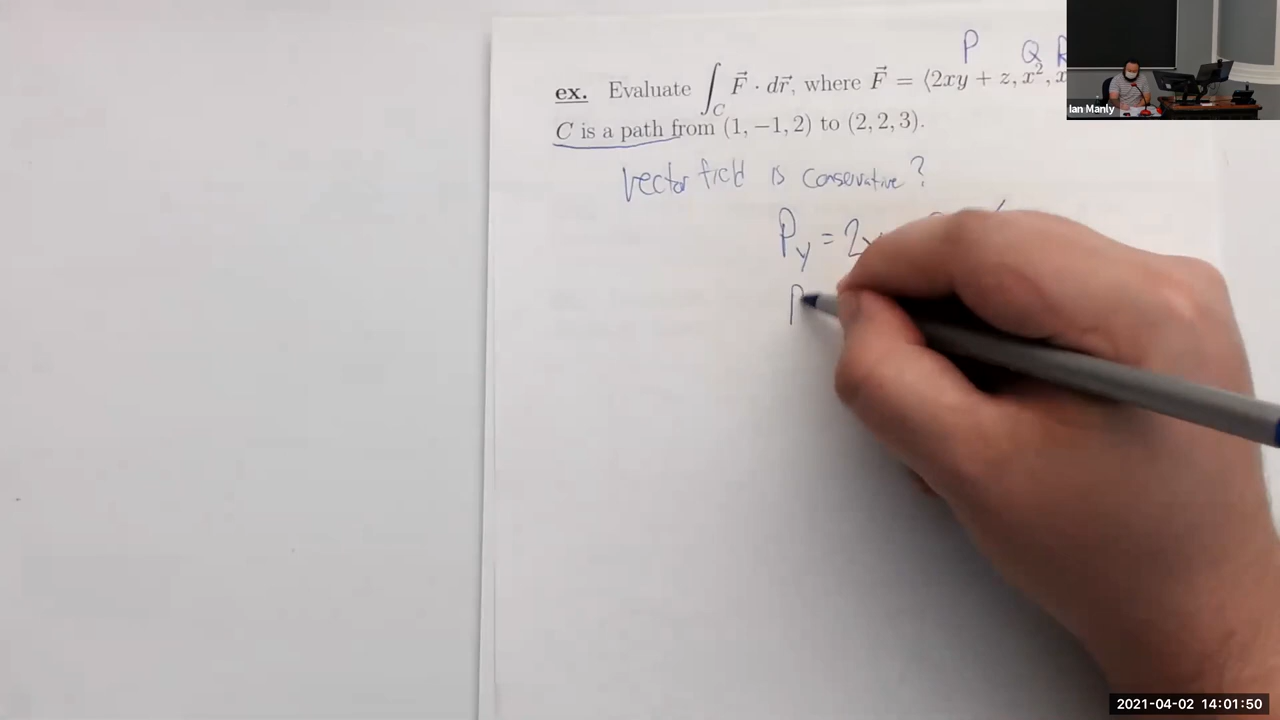 P Q R
ex. Evaluate ∫_C F⃗ · dr⃗, where F⃗ = ⟨2xy + z, x², x
C is a path from (1, −1, 2) to (2, 2, 3).
vector field is conservative?
P_y = 2x
P
Ian Manly
2021-04-02 14:01:50